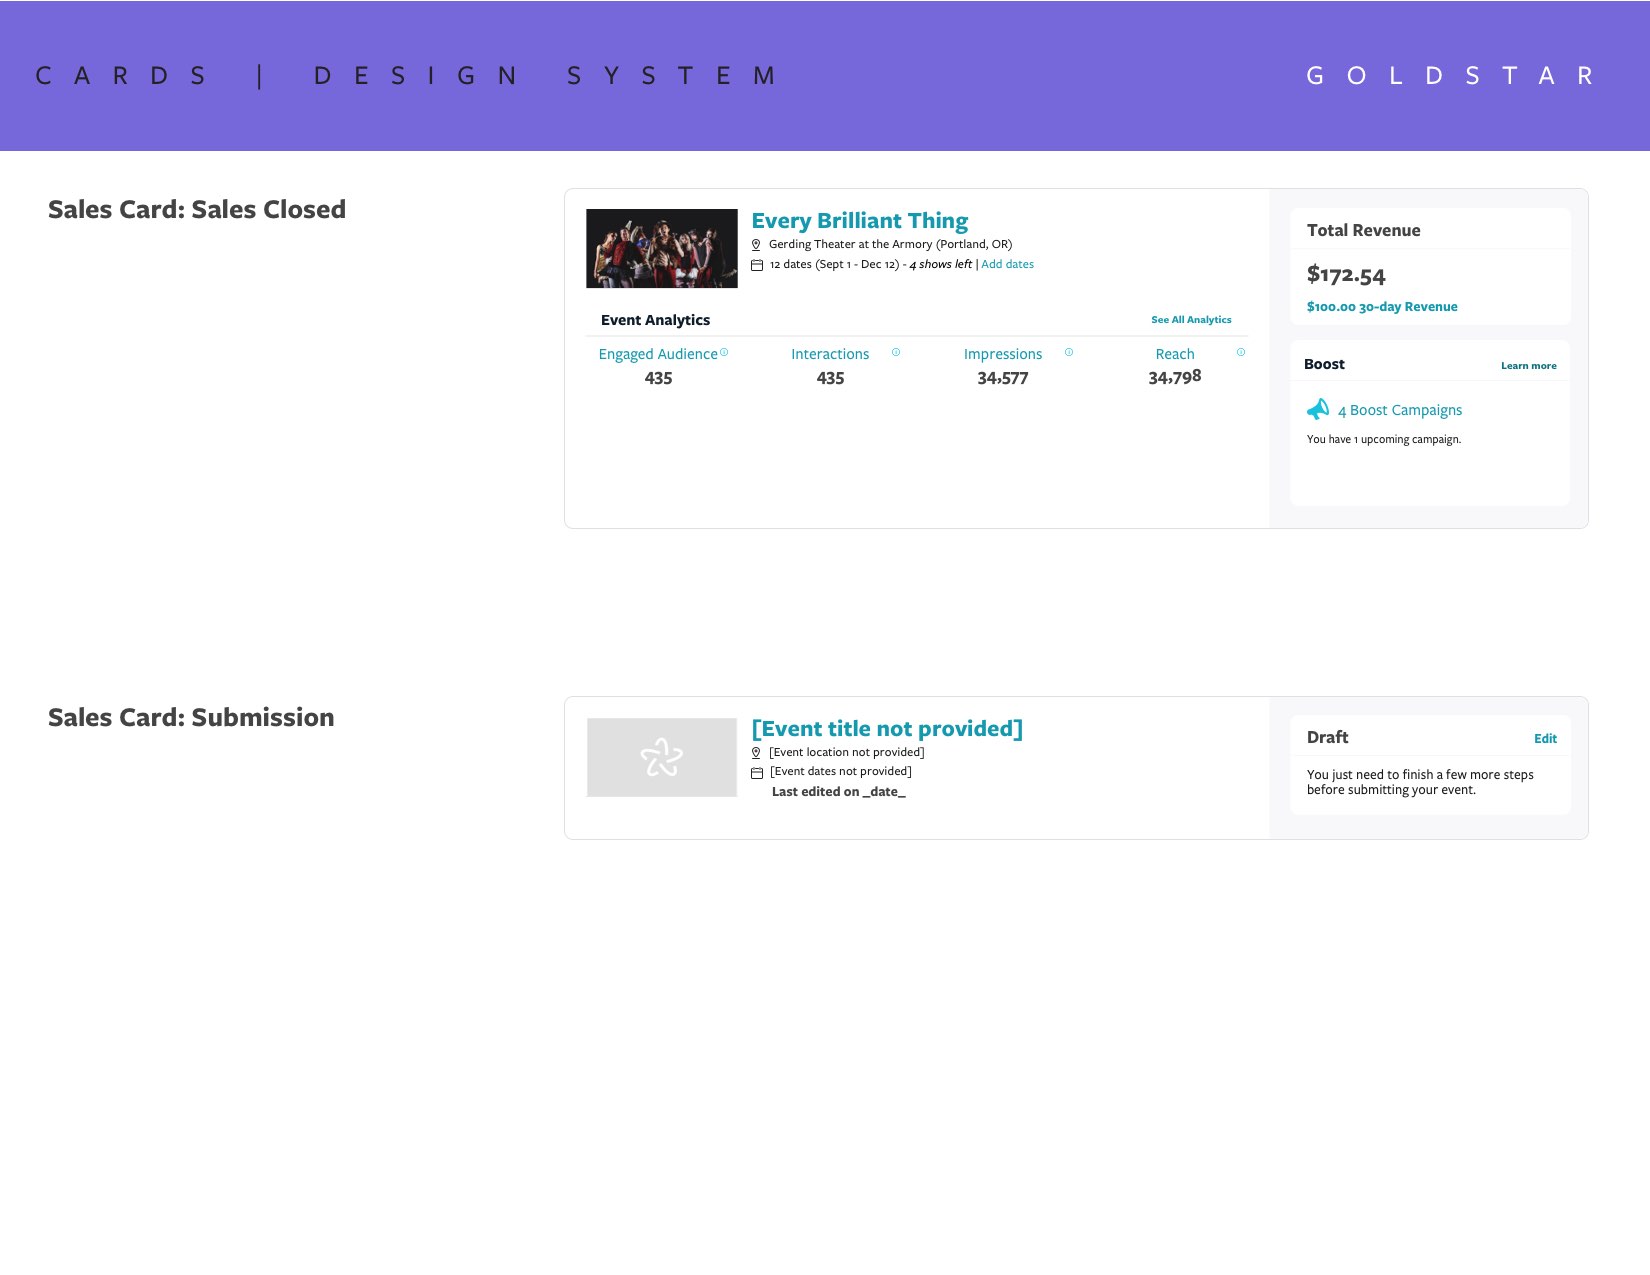 CARDS | DESIGN SYSTEM
GOLDSTAR
Sales Card: Sales Closed
Every Brilliant Thing
Gerding Theater at the Armory (Portland, OR)
12 dates (Sept 1 - Dec 12) - 4 shows left | Add dates
Event Analytics
See All Analytics
Engaged Audience
Interactions
Impressions
Reach
435
435
34,577
34,798
Total Revenue
$172.54
$100.00 30-day Revenue
Boost
Learn more
4 Boost Campaigns
You have 1 upcoming campaign.
Sales Card: Submission
[Event title not provided]
[Event location not provided]
[Event dates not provided]
Last edited on _date_
Draft
Edit
You just need to finish a few more steps
before submitting your event.